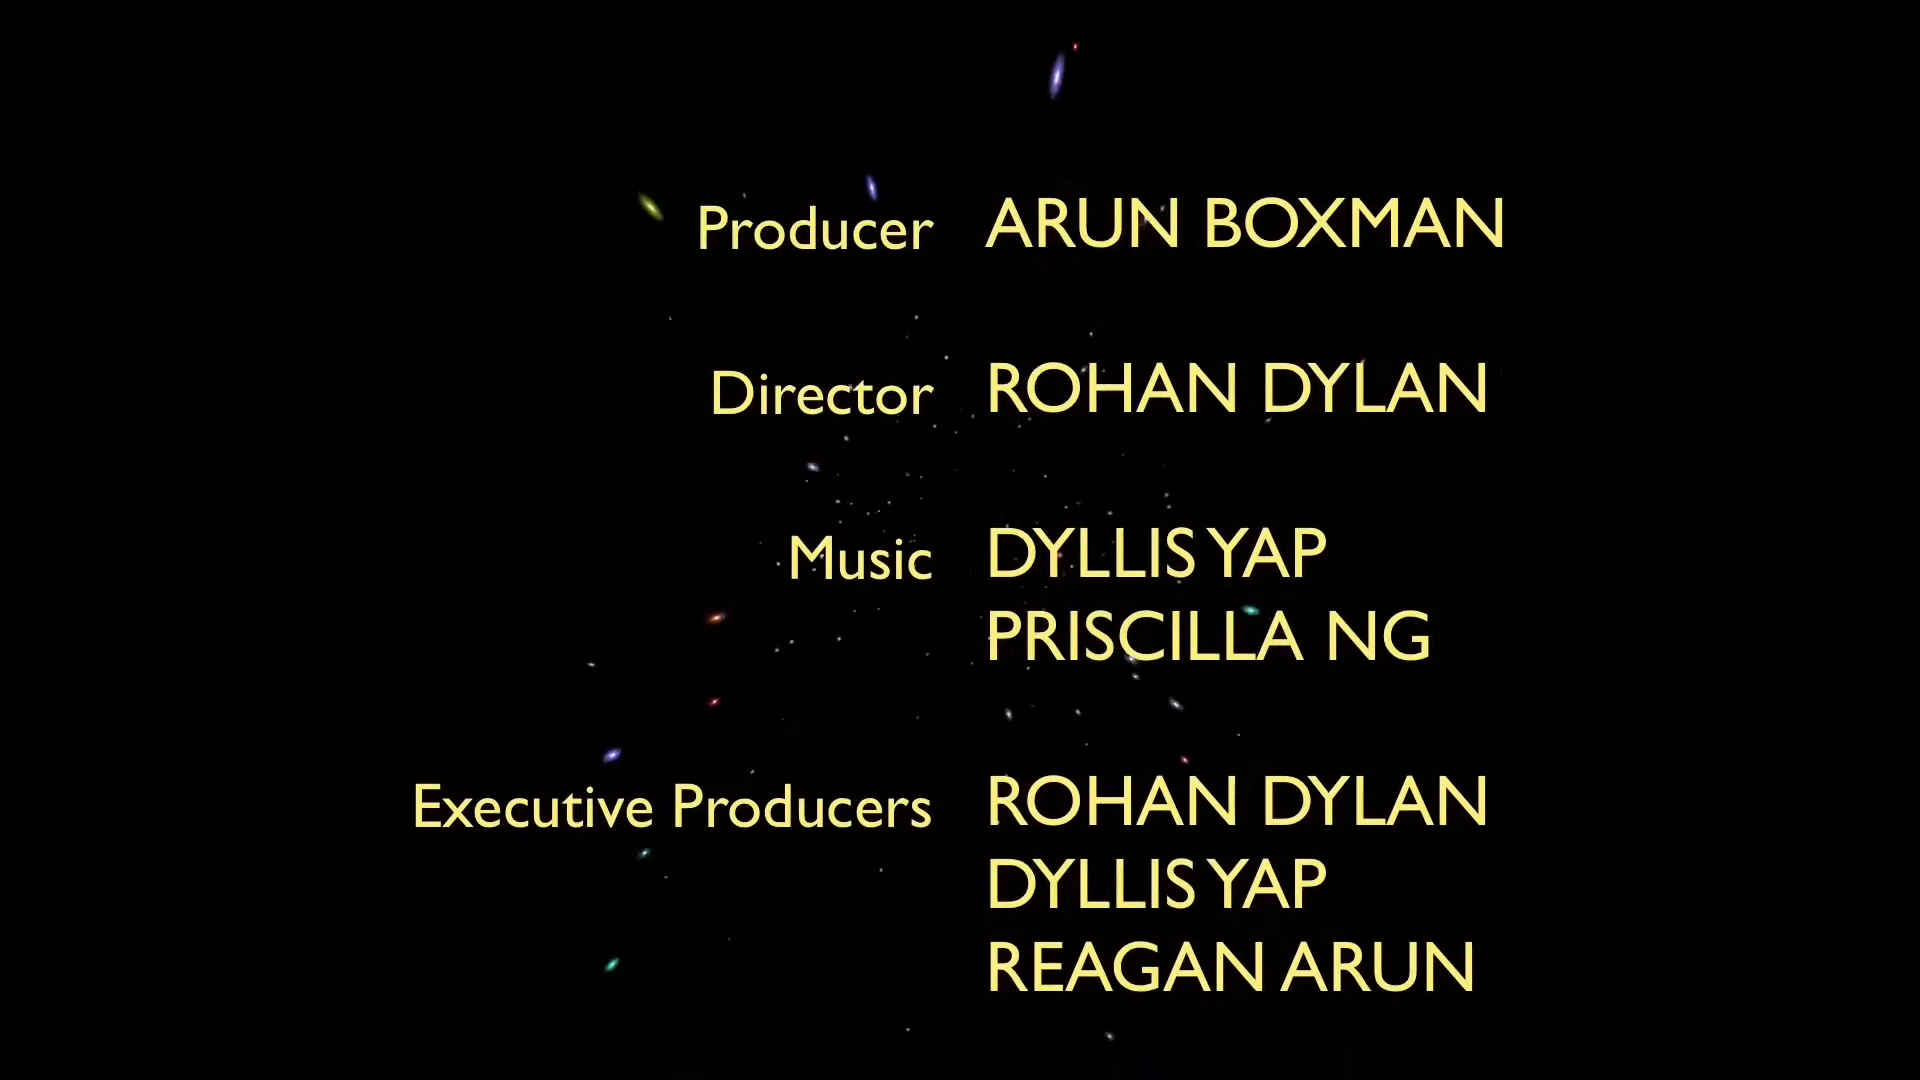 Producer ARUN BOXMAN
Director ROHAN DYLAN
Music DYLLIS YAP
PRISCILLA NG
Executive Producers ROHAN DYLAN
DYLLIS YAP
REAGAN ARUN